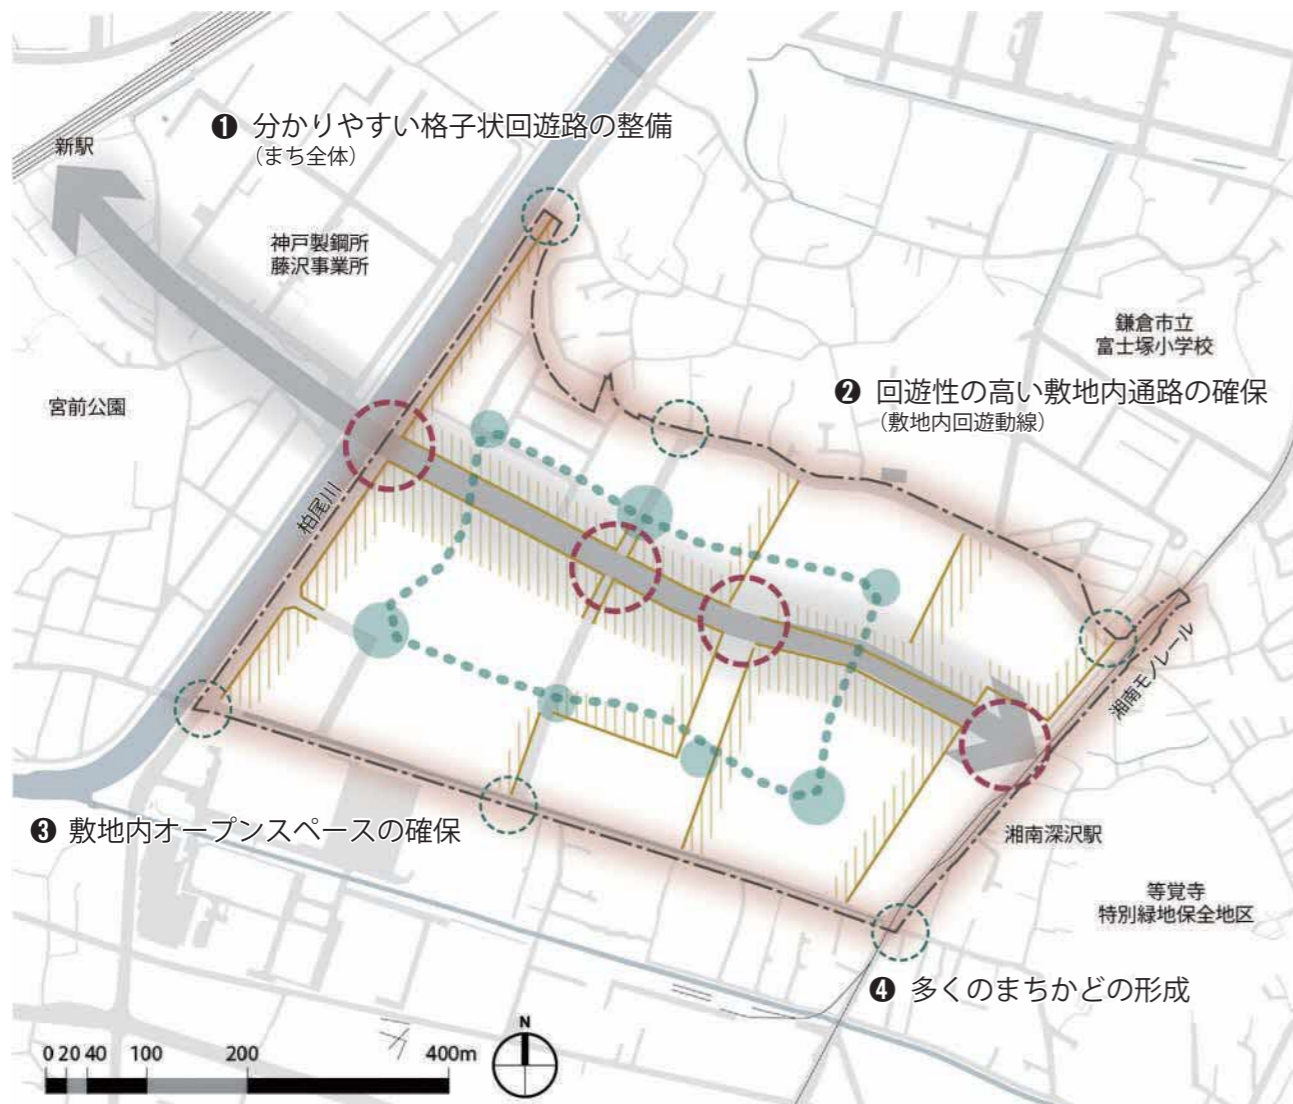 ❶ 分かりやすい格子状回遊路の整備
（まち全体）
新駅
神戸製鋼所
藤沢事業所
鎌倉市立
富士塚小学校
❷ 回遊性の高い敷地内通路の確保
（敷地内回遊動線）
宮前公園
柏尾川
湘南モノレール
❸ 敷地内オープンスペースの確保
湘南深沢駅
等覚寺
特別緑地保全地区
❹ 多くのまちかどの形成
N
0 20 40 100 200 400m